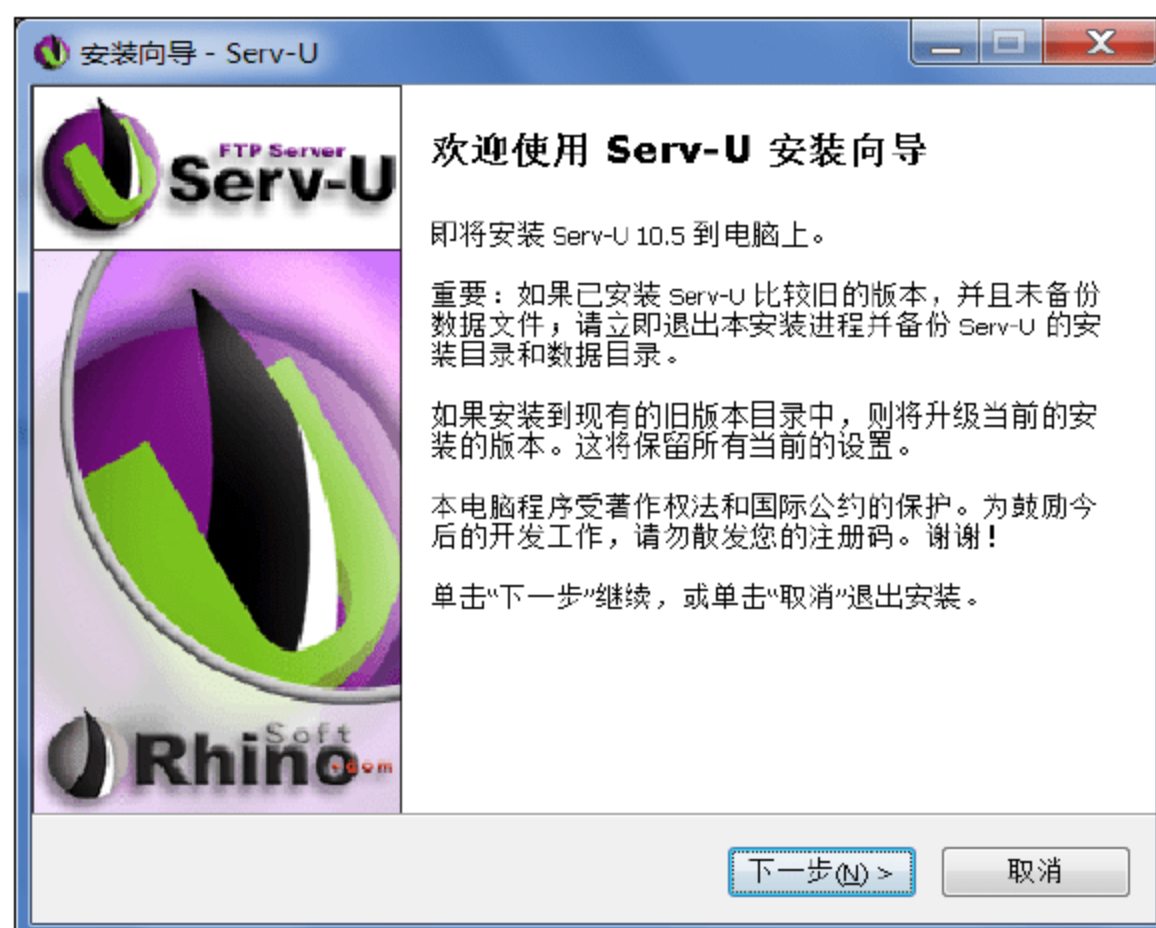 安装向导 - Serv-U
FTP Server
Serv-U
欢迎使用 Serv-U 安装向导
即将安装 Serv-U 10.5 到电脑上。
重要：如果已安装 Serv-U 比较旧的版本，并且未备份
数据文件，请立即退出本安装进程并备份 Serv-U 的安
装目录和数据目录。
如果安装到现有的旧版本目录中，则将升级当前的安
装的版本。这将保留所有当前的设置。
本电脑程序受著作权法和国际公约的保护。为鼓励今
后的开发工作，请勿散发您的注册码。谢谢！
单击“下一步”继续，或单击“取消”退出安装。
Soft
Rhino.com
下一步(N) >
取消